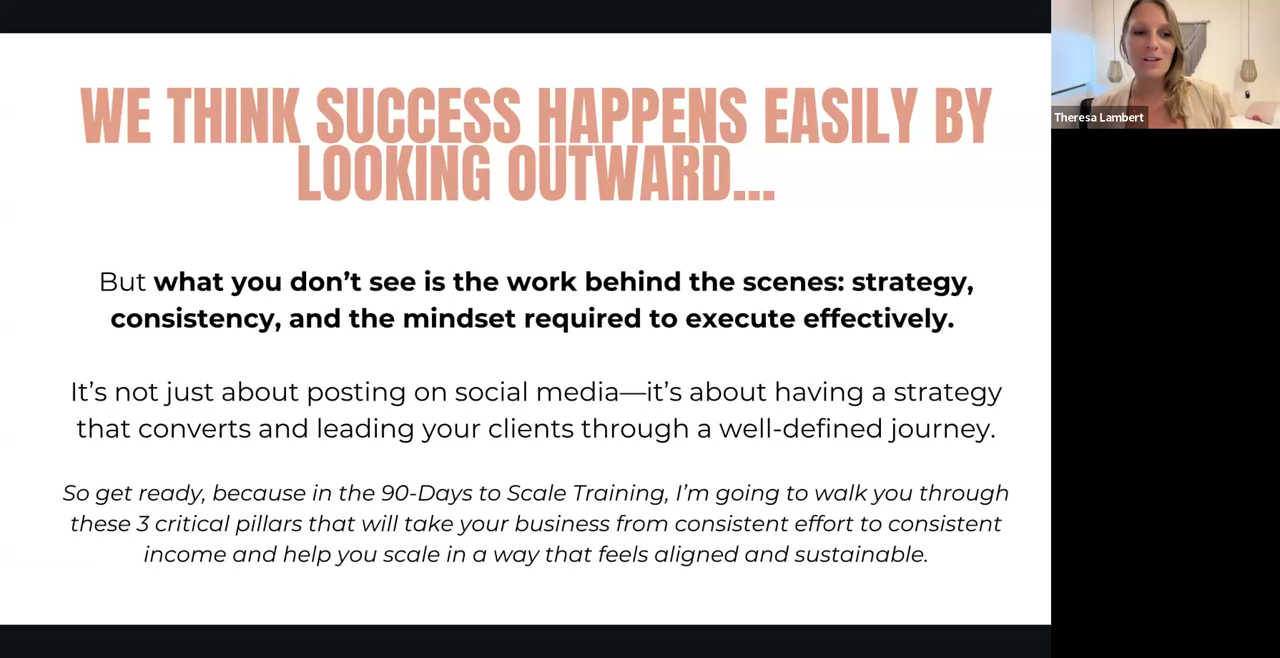 WE THINK SUCCESS HAPPENS EASILY BY
LOOKING OUTWARD...
But what you don’t see is the work behind the scenes: strategy,
consistency, and the mindset required to execute effectively.
It’s not just about posting on social media—it’s about having a strategy
that converts and leading your clients through a well-defined journey.
So get ready, because in the 90-Days to Scale Training, I’m going to walk you through
these 3 critical pillars that will take your business from consistent effort to consistent
income and help you scale in a way that feels aligned and sustainable.
Theresa Lambert